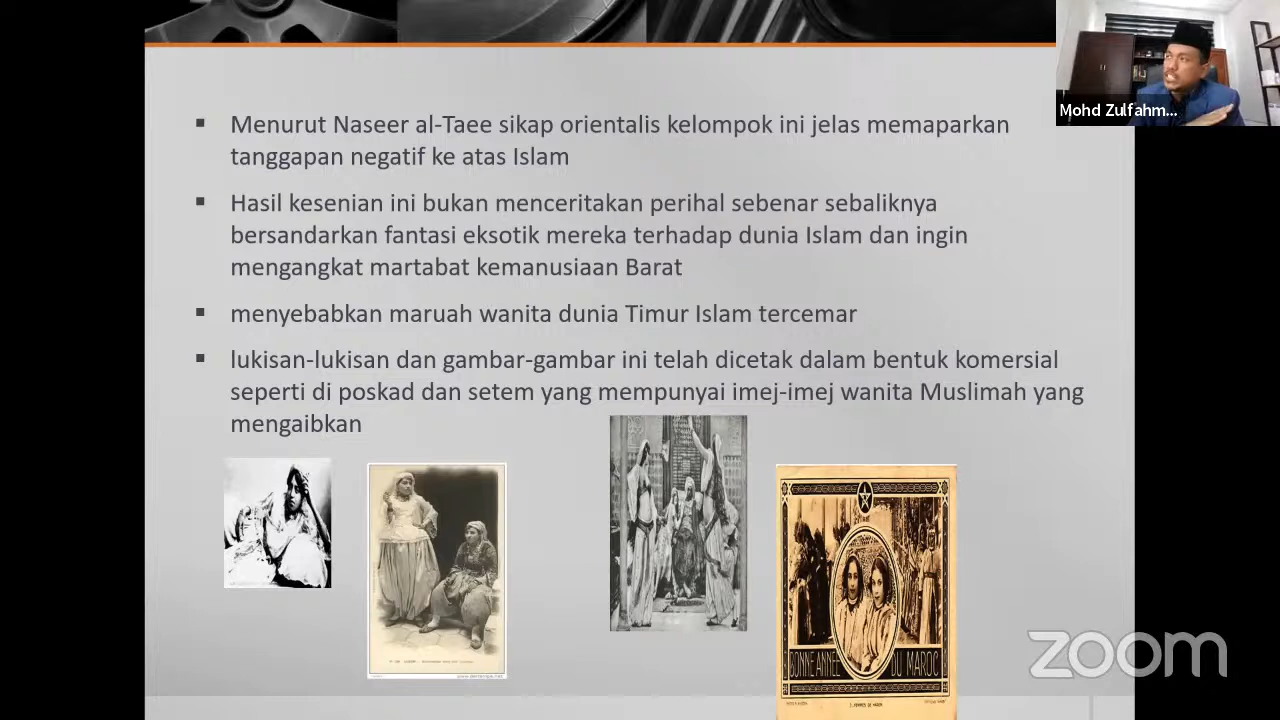 Mohd Zulfahm...
▪ Menurut Naseer al-Taee sikap orientalis kelompok ini jelas memaparkan
tanggapan negatif ke atas Islam
▪ Hasil kesenian ini bukan menceritakan perihal sebenar sebaliknya
bersandarkan fantasi eksotik mereka terhadap dunia Islam dan ingin
mengangkat martabat kemanusiaan Barat
▪ menyebabkan maruah wanita dunia Timur Islam tercemar
▪ lukisan-lukisan dan gambar-gambar ini telah dicetak dalam bentuk komersial
seperti di poskad dan setem yang mempunyai imej-imej wanita Muslimah yang
mengaibkan
BONNE ANNEE DU MAROC
zoom